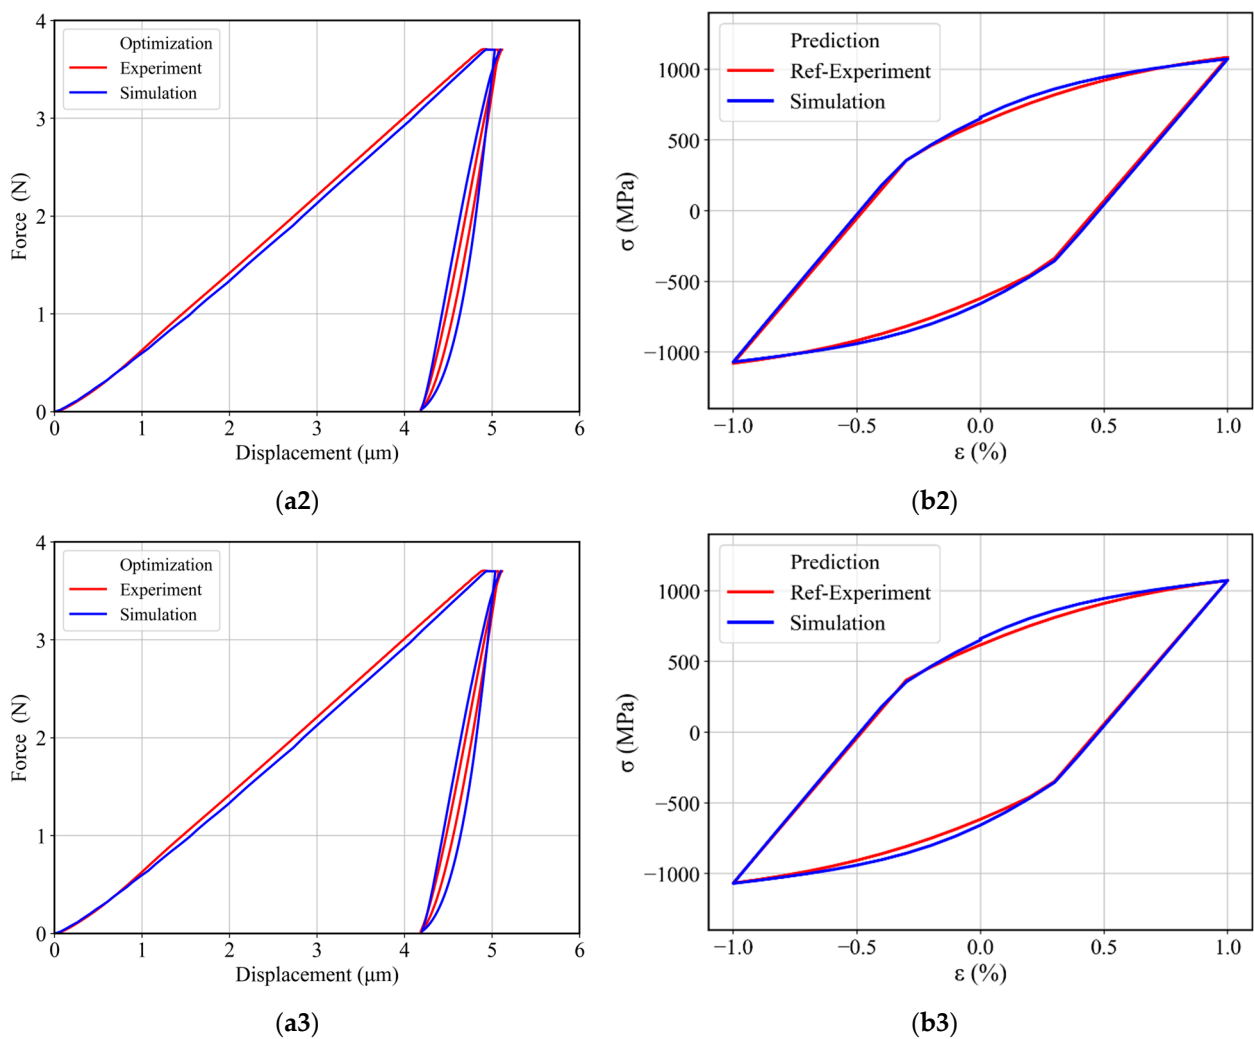 4
3
2
1
0
Force (N)
Optimization
Experiment
Simulation
0 1 2 3 4 5 6
Displacement (μm)
(a2)
1000
500
0
−500
−1000
σ (MPa)
Prediction
Ref-Experiment
Simulation
−1.0 −0.5 0.0 0.5 1.0
ε (%)
(b2)
4
3
2
1
0
Force (N)
Optimization
Experiment
Simulation
0 1 2 3 4 5 6
Displacement (μm)
(a3)
1000
500
0
−500
−1000
σ (MPa)
Prediction
Ref-Experiment
Simulation
−1.0 −0.5 0.0 0.5 1.0
ε (%)
(b3)